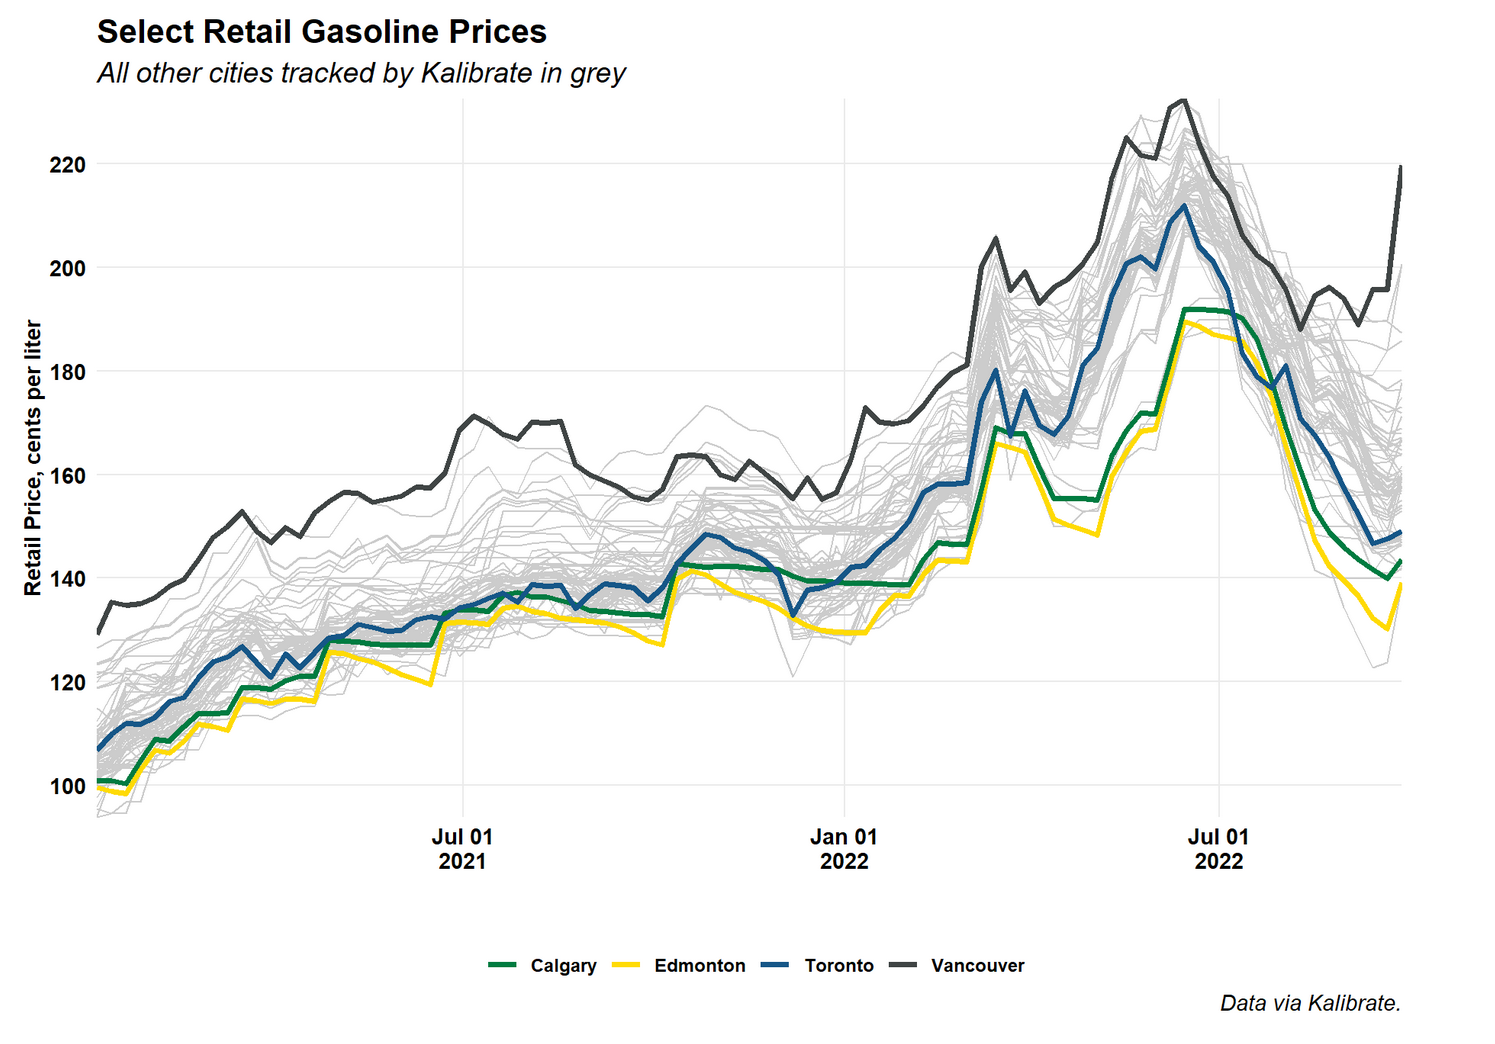 Select Retail Gasoline Prices
All other cities tracked by Kalibrate in grey
Retail Price, cents per liter
220
200
180
160
140
120
100
Jul 01
2021
Jan 01
2022
Jul 01
2022
Calgary
Edmonton
Toronto
Vancouver
Data via Kalibrate.